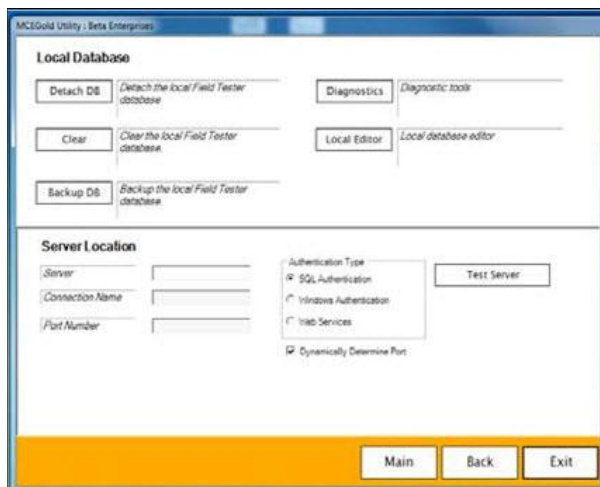 MCEGold Utility : Beta Enterprises
Local Database
Detach DB
Detach the local Field Tester
database
Diagnostics
Diagnostic tools
Clear
Clear the local Field Tester
database.
Local Editor
Local database editor
Backup DB
Backup the local Field Tester
database.
Server Location
Server
Connection Name
Port Number
Authentication Type
SQL Authentication
Windows Authentication
Web Services
Dynamically Determine Port
Test Server
Main
Back
Exit